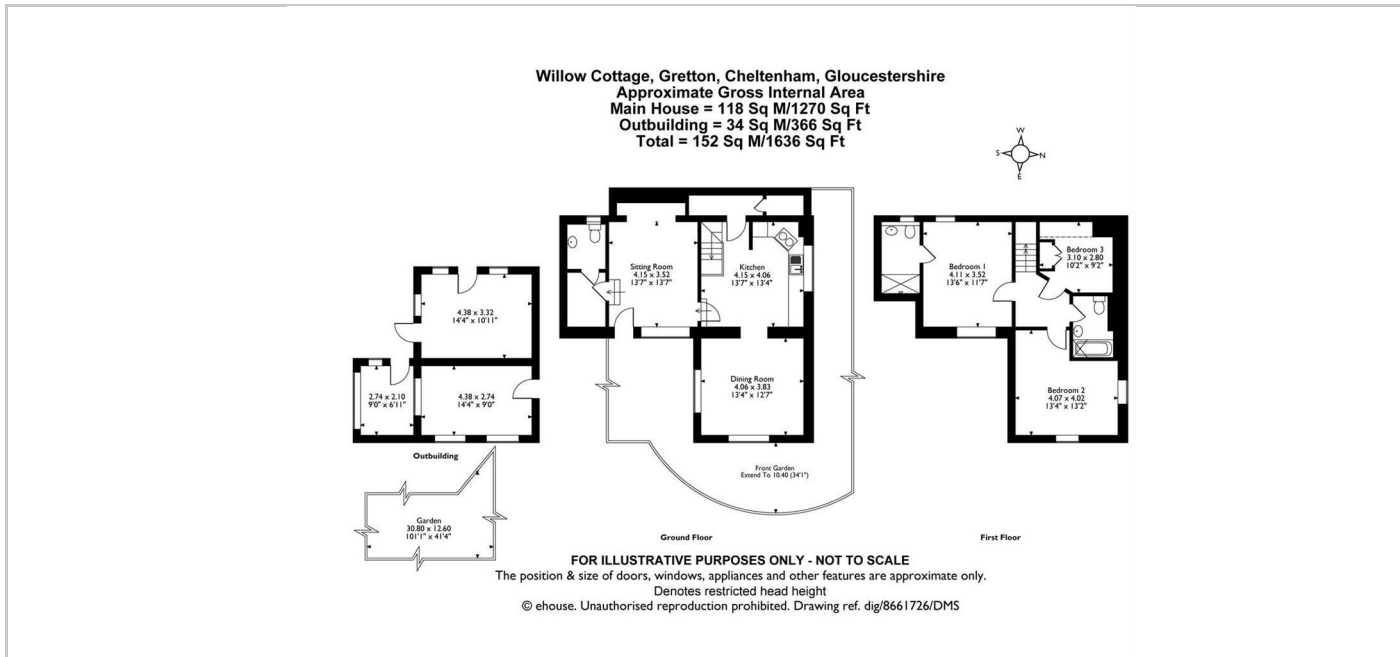 Willow Cottage, Gretton, Cheltenham, Gloucestershire
Approximate Gross Internal Area
Main House = 118 Sq M/1270 Sq Ft
Outbuilding = 34 Sq M/366 Sq Ft
Total = 152 Sq M/1636 Sq Ft
W
S N
E
4.38 x 3.32
14'4" x 10'11"
2.74 x 2.10
9'0" x 6'11"
4.38 x 2.74
14'4" x 9'0"
Outbuilding
Garden
30.80 x 12.60
101'1" x 41'4"
Sitting Room
4.15 x 3.52
13'7" x 13'7"
Kitchen
4.15 x 4.06
13'7" x 13'4"
Dining Room
4.06 x 3.83
13'4" x 12'7"
Front Garden
Extend To 10.40 (34'1")
Ground Floor
Bedroom 1
4.11 x 3.52
13'6" x 11'7"
Bedroom 3
3.10 x 2.80
10'2" x 9'2"
Bedroom 2
4.07 x 4.02
13'4" x 13'2"
First Floor
FOR ILLUSTRATIVE PURPOSES ONLY - NOT TO SCALE
The position & size of doors, windows, appliances and other features are approximate only.
Denotes restricted head height
© ehouse. Unauthorised reproduction prohibited. Drawing ref. dig/8661726/DMS